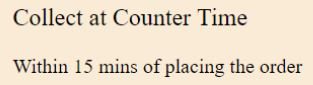 Collect at Counter Time
Within 15 mins of placing the order